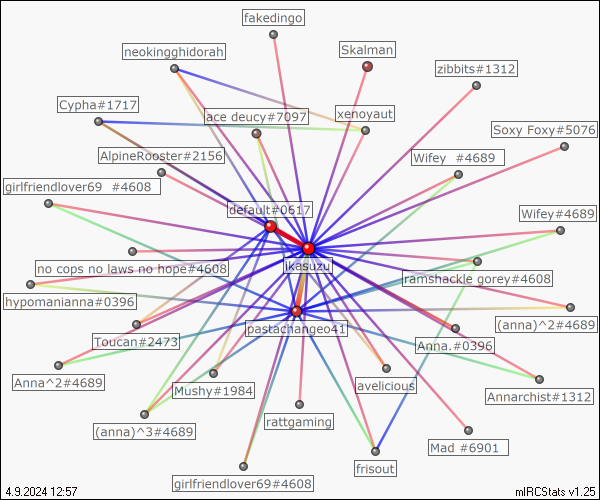 fakedingo
neokingghidorah
Skalman
zibbits#1312
Cypha#1717
ace deucy#7097
xenoyaut
Soxy Foxy#5076
AlpineRooster#2156
Wifey #4689
girlfriendlover69 #4608
default#0617
Wifey#4689
no cops no laws no hope#4608
ikasuzu
ramshackle gorey#4608
hypomanianna#0396
pastachangeo41
(anna)^2#4689
Toucan#2473
Anna.#0396
Anna^2#4689
Mushy#1984
avelicious
Annarchist#1312
rattgaming
(anna)^3#4689
Mad #6901
girlfriendlover69#4608
frisout
4.9.2024 12:57
mIRCStats v1.25